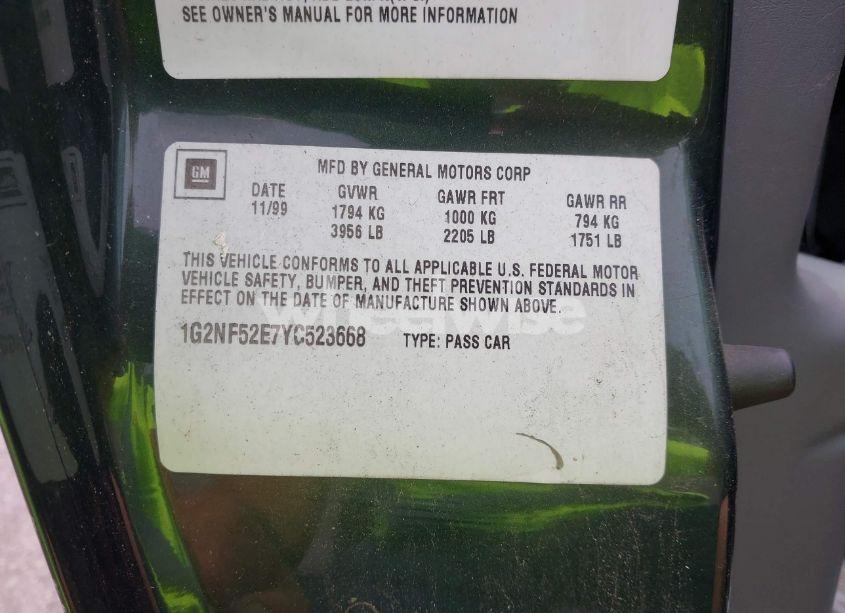 SEE OWNER'S MANUAL FOR MORE INFORMATION
GM
MFD BY GENERAL MOTORS CORP
DATE GVWR GAWR FRT GAWR RR
11/99 1794 KG 1000 KG 794 KG
3956 LB 2205 LB 1751 LB
THIS VEHICLE CONFORMS TO ALL APPLICABLE U.S. FEDERAL MOTOR
VEHICLE SAFETY, BUMPER, AND THEFT PREVENTION STANDARDS IN
EFFECT ON THE DATE OF MANUFACTURE SHOWN ABOVE.
wheelwise
1G2NF52E7YC523668 TYPE: PASS CAR